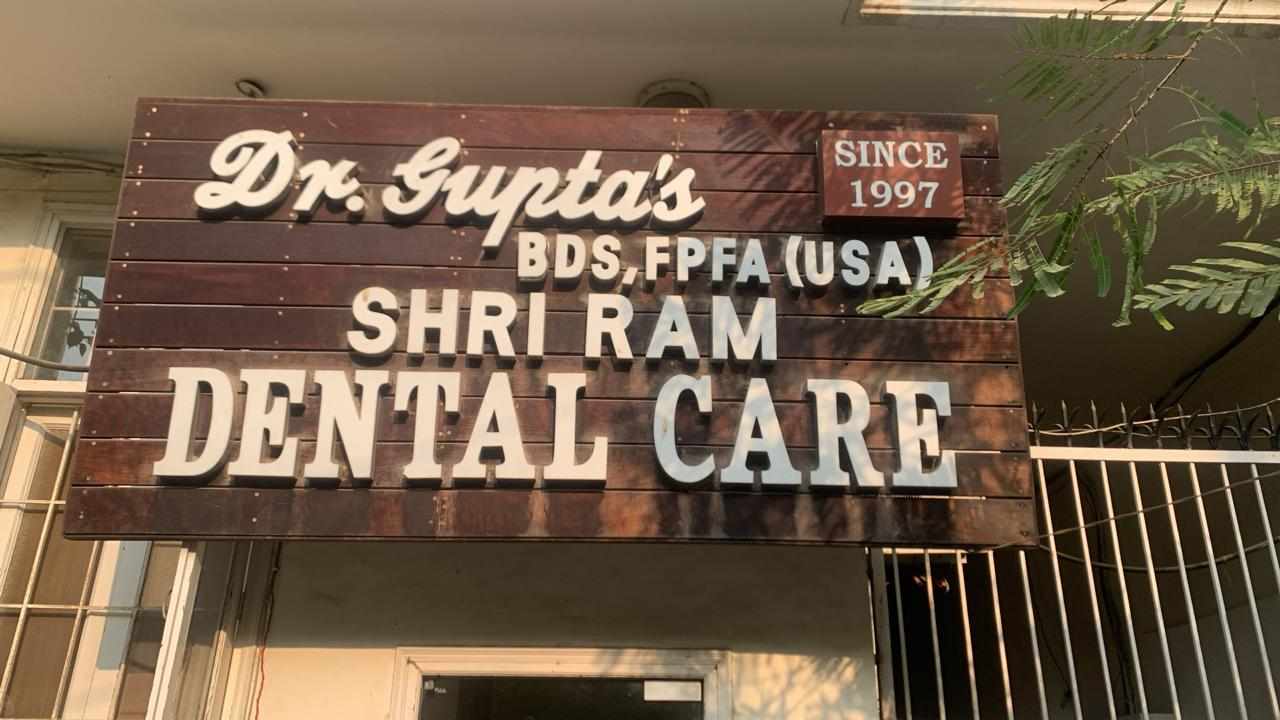 Dr. Gupta's
SINCE
1997
BDS,FPFA (USA)
SHRI RAM
DENTAL CARE